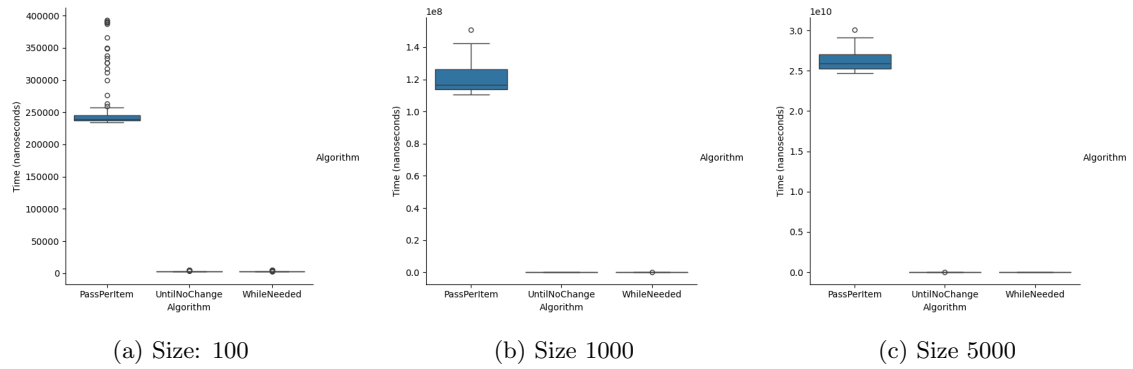 400000
350000
300000
250000
200000
150000
100000
50000
0
Time (nanoseconds)
PassPerItem UntilNoChange WhileNeeded
Algorithm
Algorithm
(a) Size: 100
1e8
1.4
1.2
1.0
0.8
0.6
0.4
0.2
0.0
Time (nanoseconds)
PassPerItem UntilNoChange WhileNeeded
Algorithm
Algorithm
(b) Size 1000
1e10
3.0
2.5
2.0
1.5
1.0
0.5
0.0
Time (nanoseconds)
PassPerItem UntilNoChange WhileNeeded
Algorithm
Algorithm
(c) Size 5000